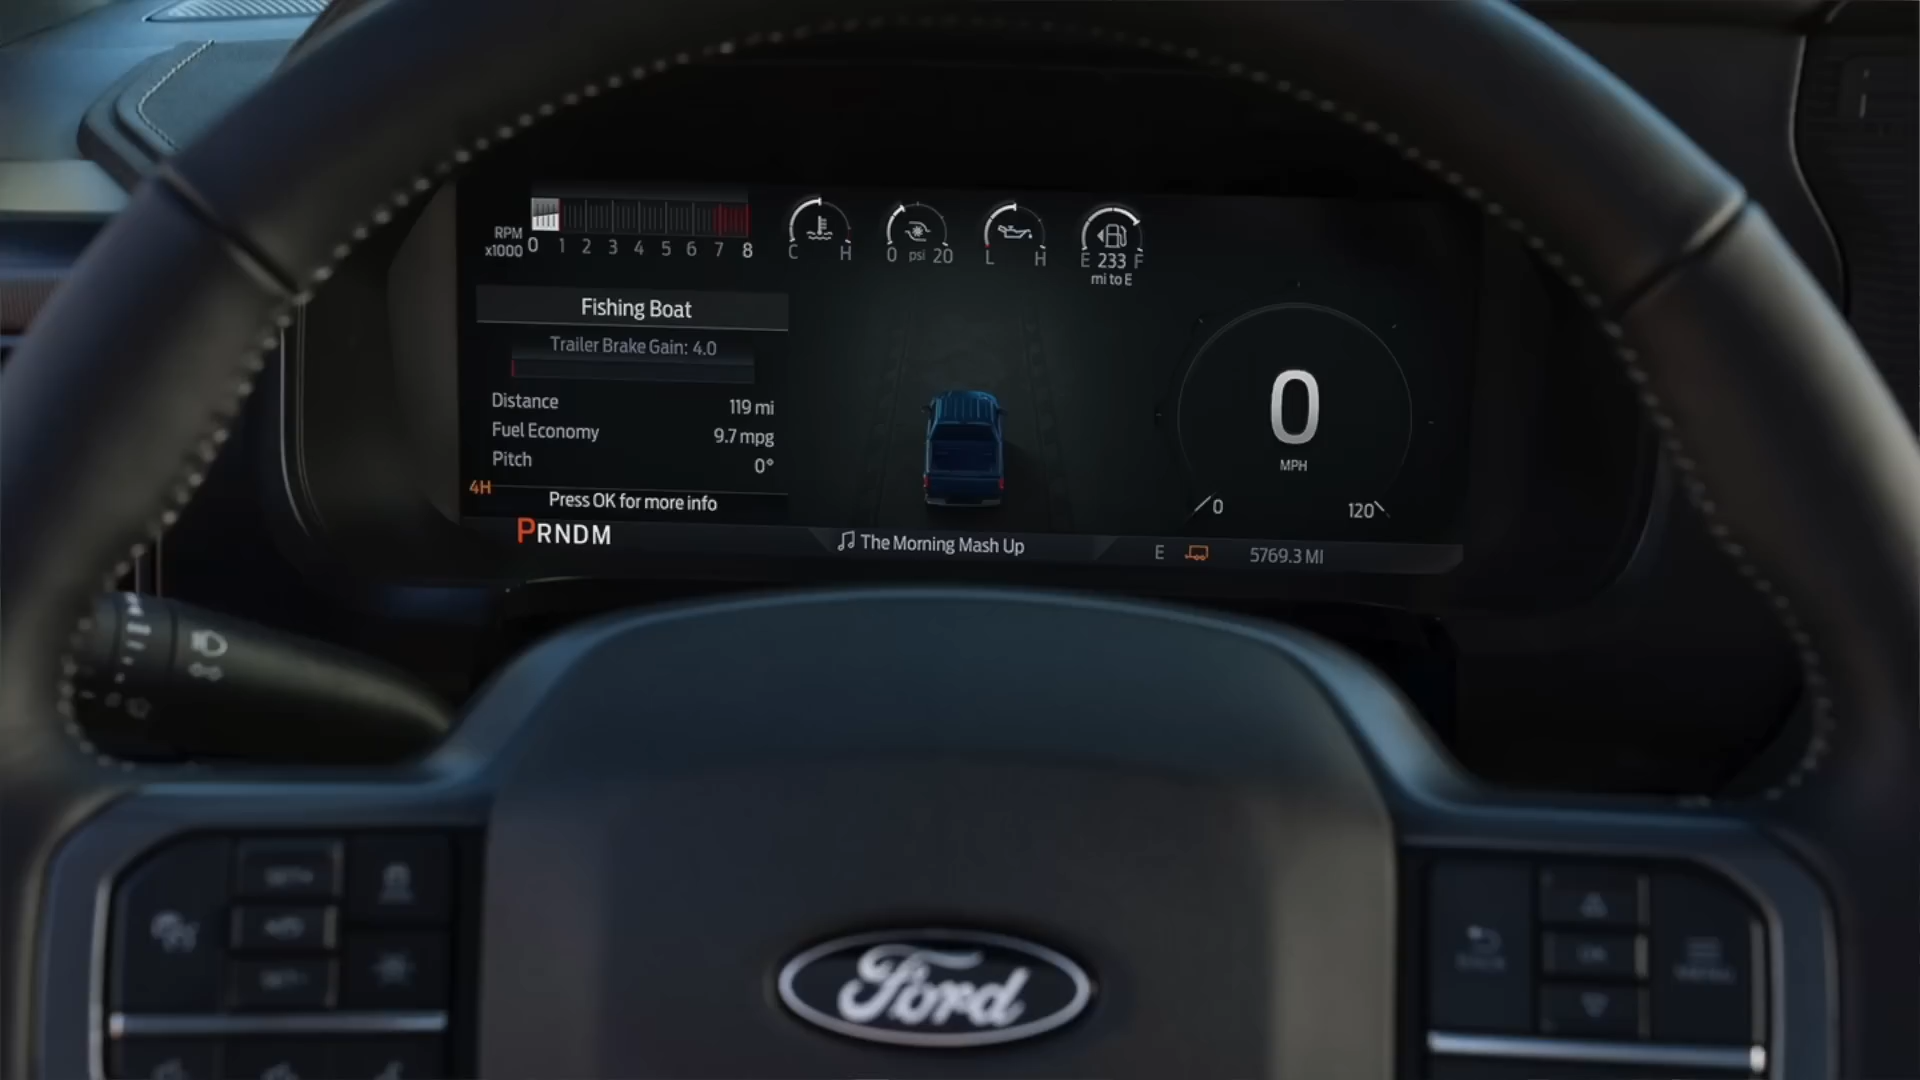 RPM
x1000
0 1 2 3 4 5 6 7 8
C H
0 psi 20
L H
E 233 F
mi to E
Fishing Boat
Trailer Brake Gain: 4.0
Distance 119 mi
Fuel Economy 9.7 mpg
Pitch 0°
4H
Press OK for more info
PRNDM
The Morning Mash Up
0
MPH
0 120
E 5769.3 MI
Ford